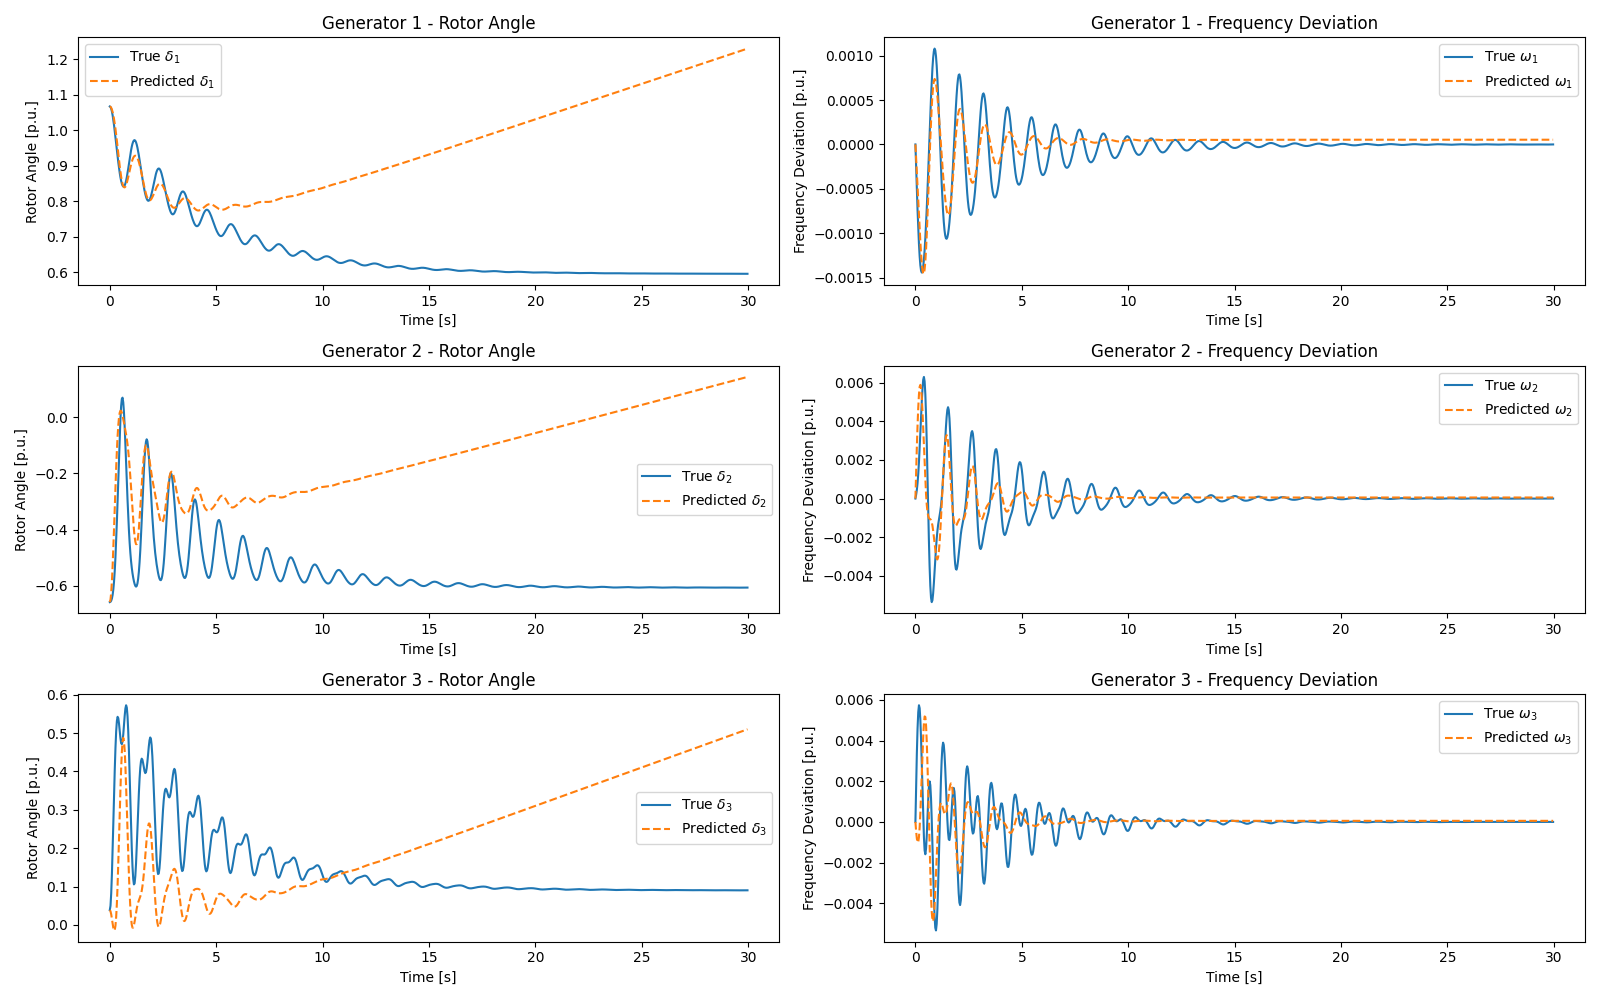 Generator 1 - Rotor Angle
Rotor Angle [p.u.]
1.2
1.1
1.0
0.9
0.8
0.7
0.6
True δ₁
Predicted δ₁
0 5 10 15 20 25 30
Time [s]
Generator 1 - Frequency Deviation
Frequency Deviation [p.u.]
0.0010
0.0005
0.0000
−0.0005
−0.0010
−0.0015
True ω₁
Predicted ω₁
0 5 10 15 20 25 30
Time [s]
Generator 2 - Rotor Angle
Rotor Angle [p.u.]
0.0
−0.2
−0.4
−0.6
True δ₂
Predicted δ₂
0 5 10 15 20 25 30
Time [s]
Generator 2 - Frequency Deviation
Frequency Deviation [p.u.]
0.006
0.004
0.002
0.000
−0.002
−0.004
True ω₂
Predicted ω₂
0 5 10 15 20 25 30
Time [s]
Generator 3 - Rotor Angle
Rotor Angle [p.u.]
0.6
0.5
0.4
0.3
0.2
0.1
0.0
True δ₃
Predicted δ₃
0 5 10 15 20 25 30
Time [s]
Generator 3 - Frequency Deviation
Frequency Deviation [p.u.]
0.006
0.004
0.002
0.000
−0.002
−0.004
True ω₃
Predicted ω₃
0 5 10 15 20 25 30
Time [s]